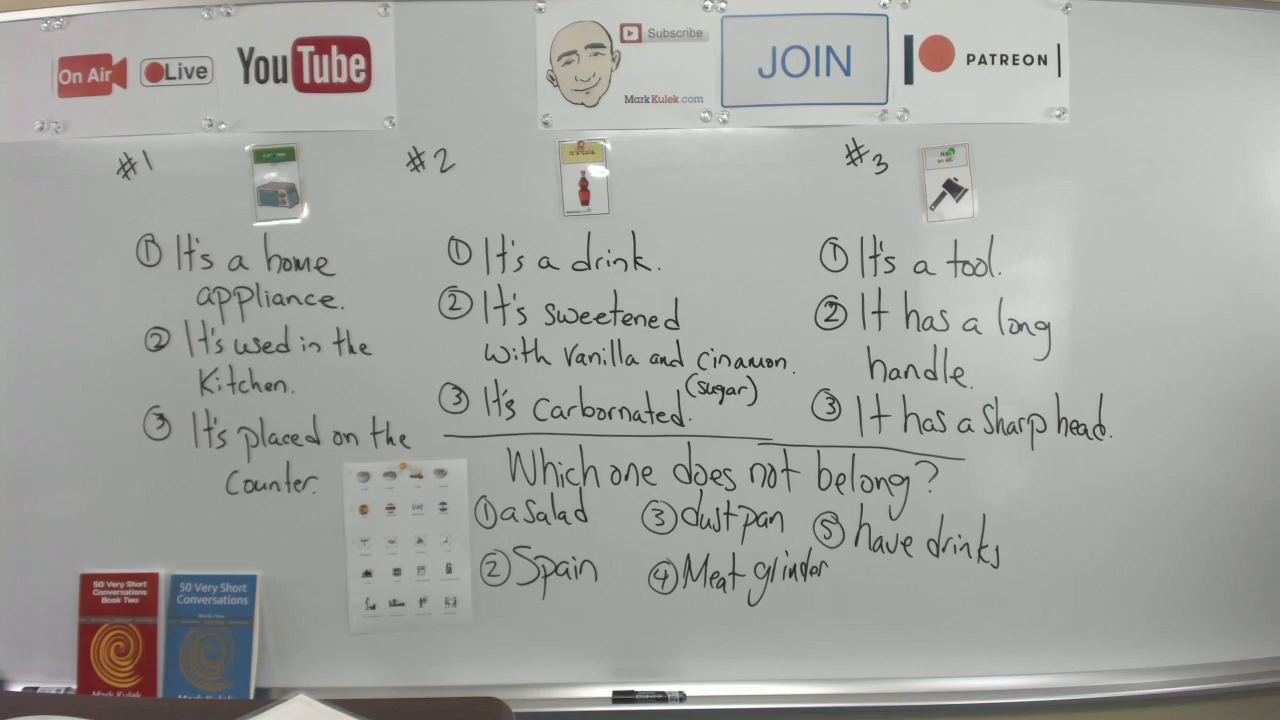 On Air
Live
YouTube
Subscribe
MarkKulek.com
JOIN
PATREON
#1
① It's a home
appliance.
② It's used in the
Kitchen.
③ It's placed on the
Counter.
#2
① It's a drink.
② It's sweetened
with vanilla and cinamon.
(sugar)
③ It's carbornated.
#3
① It's a tool.
② It has a long
handle.
③ It has a sharp head.
Which one does not belong?
① a salad
② Spain
③ dust pan
④ Meat grinder
⑤ have drinks
50 Very Short
Conversations
Book Two
Mark Kulek
50 Very Short
Conversations
Mark Kulek